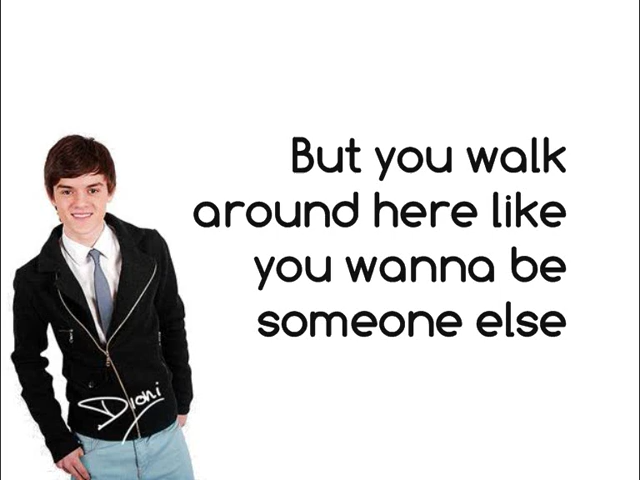 But you walk
around here like
you wanna be
someone else
Dioni